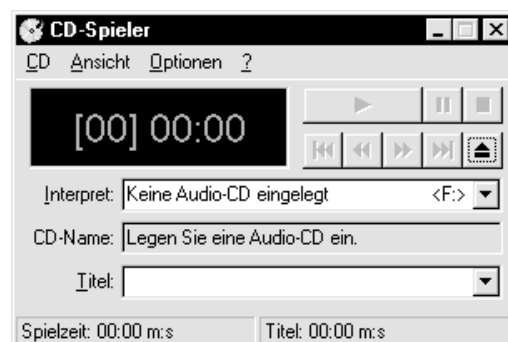 CD-Spieler
CD Ansicht Optionen ?
[00] 00:00
Interpret: Keine Audio-CD eingelegt <F:>
CD-Name: Legen Sie eine Audio-CD ein.
Titel:
Spielzeit: 00:00 m:s Titel: 00:00 m:s